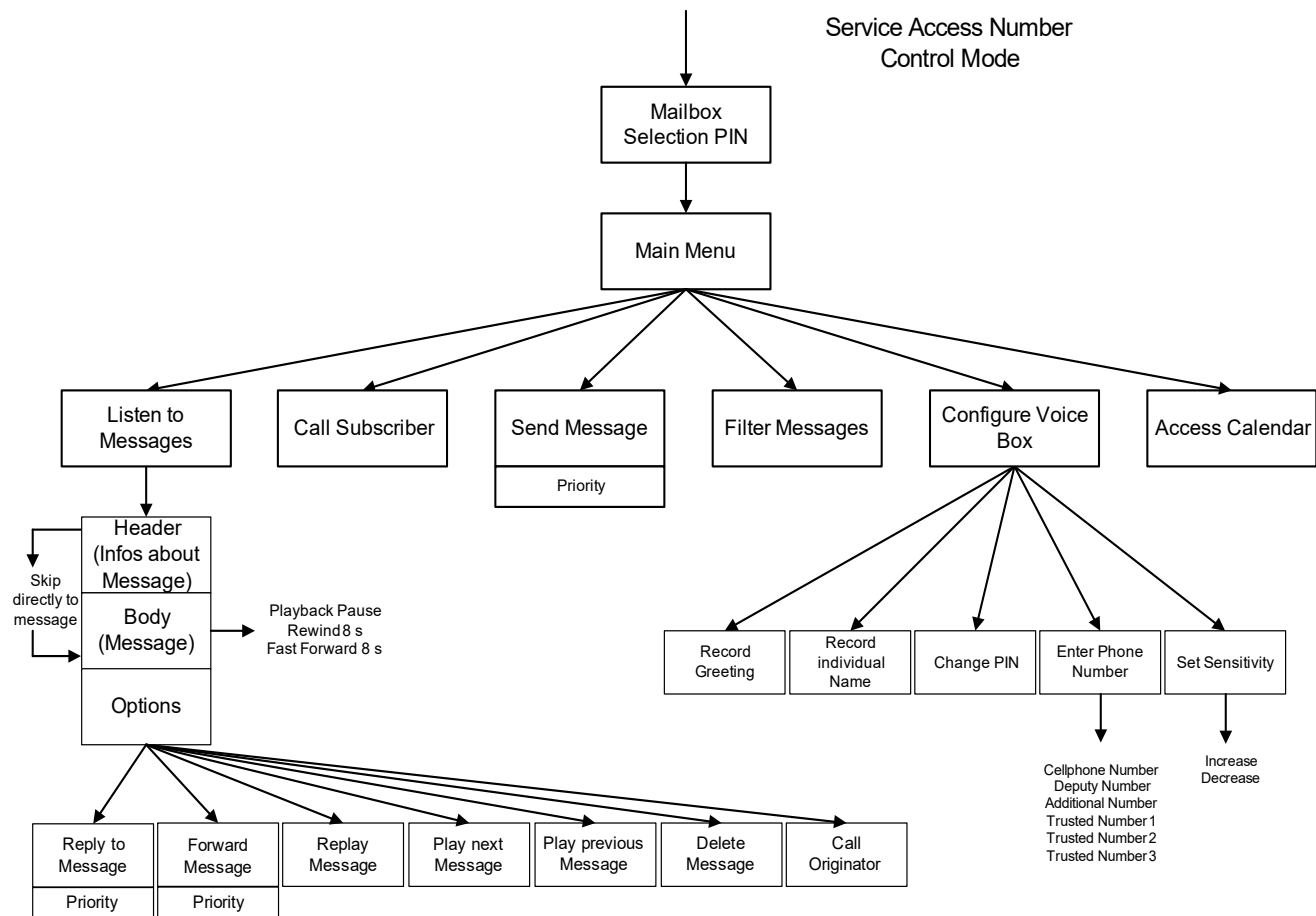 Service Access Number
Control Mode
Mailbox
Selection PIN
Main Menu
Listen to
Messages
Call Subscriber
Send Message
Priority
Filter Messages
Configure Voice
Box
Access Calendar
Header
(Infos about
Message)
Skip
directly to
message
Body
(Message)
Playback Pause
Rewind 8 s
Fast Forward 8 s
Options
Record
Greeting
Record
individual
Name
Change PIN
Enter Phone
Number
Set Sensitivity
Cellphone Number
Deputy Number
Additional Number
Trusted Number 1
Trusted Number 2
Trusted Number 3
Increase
Decrease
Reply to
Message
Priority
Forward
Message
Priority
Replay
Message
Play next
Message
Play previous
Message
Delete
Message
Call
Originator